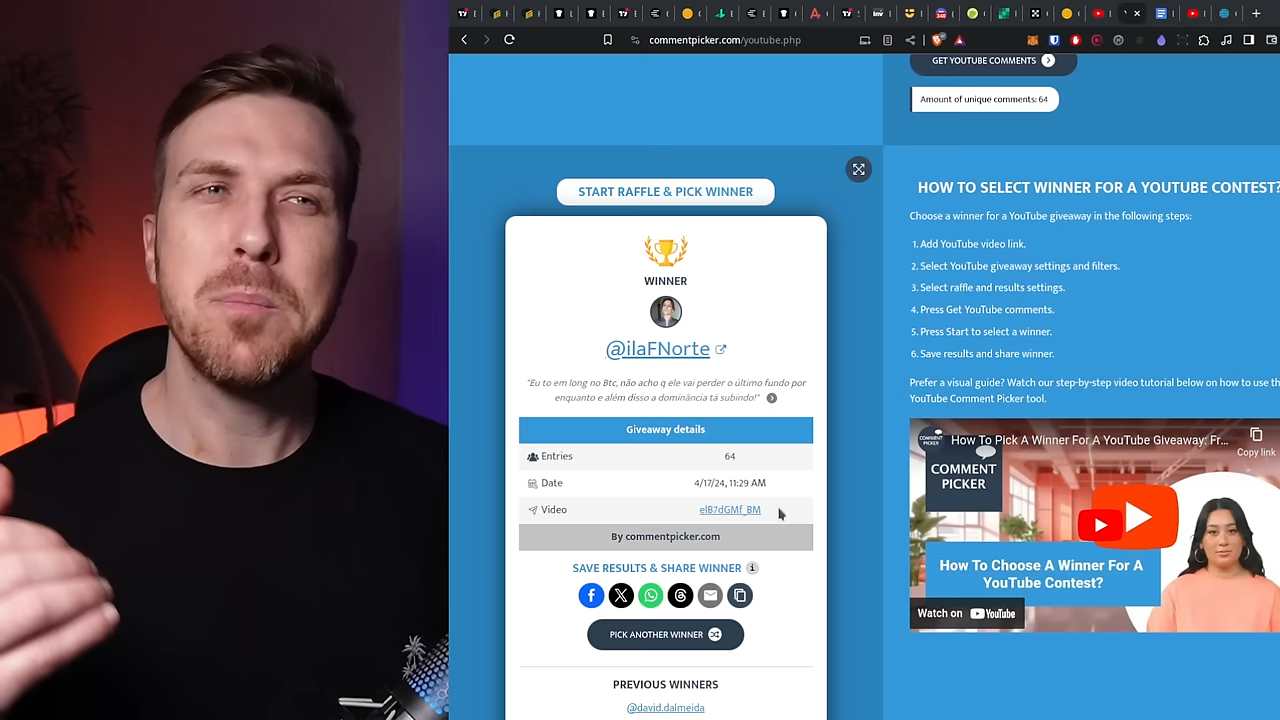 commentpicker.com/youtube.php
GET YOUTUBE COMMENTS
Amount of unique comments: 64
START RAFFLE & PICK WINNER
WINNER
@ilaFNorte
"Eu to em long no Btc, não acho q ele vai perder o último fundo por
enquanto e além disso a dominância tá subindo!"
Giveaway details
Entries 64
Date 4/17/24, 11:29 AM
Video elB7dGMf_BM
By commentpicker.com
SAVE RESULTS & SHARE WINNER
PICK ANOTHER WINNER
PREVIOUS WINNERS
@david.dalmeida
HOW TO SELECT WINNER FOR A YOUTUBE CONTEST?
Choose a winner for a YouTube giveaway in the following steps:
1. Add YouTube video link.
2. Select YouTube giveaway settings and filters.
3. Select raffle and results settings.
4. Press Get YouTube comments.
5. Press Start to select a winner.
6. Save results and share winner.
Prefer a visual guide? Watch our step-by-step video tutorial below on how to use th
YouTube Comment Picker tool.
COMMENT
PICKER
How To Pick A Winner For A YouTube Giveaway: Fr...
Copy link
COMMENT
PICKER
How To Choose A Winner For A
YouTube Contest?
Watch on YouTube